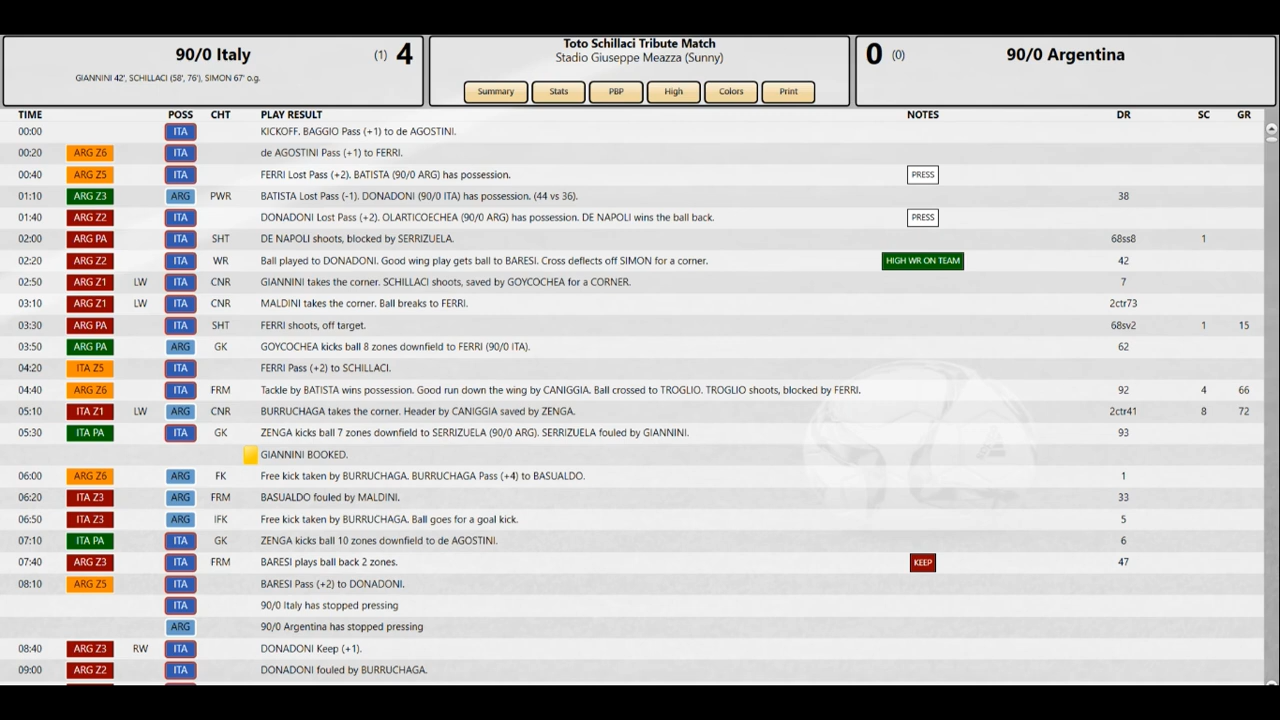 90/0 Italy (1) 4
GIANNINI 42', SCHILLACI (58', 76'), SIMON 67' o.g.
Toto Schillaci Tribute Match
Stadio Giuseppe Meazza (Sunny)
Summary Stats PBP High Colors Print
0 (0) 90/0 Argentina
TIME POSS CHT PLAY RESULT NOTES DR SC GR
00:00 ITA KICKOFF. BAGGIO Pass (+1) to de AGOSTINI.
00:20 ARG Z6 ITA de AGOSTINI Pass (+1) to FERRI.
00:40 ARG Z5 ITA FERRI Lost Pass (+2). BATISTA (90/0 ARG) has possession. PRESS
01:10 ARG Z3 ARG PWR BATISTA Lost Pass (-1). DONADONI (90/0 ITA) has possession. (44 vs 36). 38
01:40 ARG Z2 ITA DONADONI Lost Pass (+2). OLARTICOECHEA (90/0 ARG) has possession. DE NAPOLI wins the ball back. PRESS
02:00 ARG PA ITA SHT DE NAPOLI shoots, blocked by SERRIZUELA. 68ss8 1
02:20 ARG Z2 ITA WR Ball played to DONADONI. Good wing play gets ball to BARESI. Cross deflects off SIMON for a corner. HIGH WR ON TEAM 42
02:50 ARG Z1 LW ITA CNR GIANNINI takes the corner. SCHILLACI shoots, saved by GOYCOCHEA for a CORNER. 7
03:10 ARG Z1 LW ITA CNR MALDINI takes the corner. Ball breaks to FERRI. 2ctr73
03:30 ARG PA ITA SHT FERRI shoots, off target. 68sv2 1 15
03:50 ARG PA ARG GK GOYCOCHEA kicks ball 8 zones downfield to FERRI (90/0 ITA). 62
04:20 ITA Z5 ITA FERRI Pass (+2) to SCHILLACI.
04:40 ARG Z6 ITA FRM Tackle by BATISTA wins possession. Good run down the wing by CANIGGIA. Ball crossed to TROGLIO. TROGLIO shoots, blocked by FERRI. 92 4 66
05:10 ITA Z1 LW ARG CNR BURRUCHAGA takes the corner. Header by CANIGGIA saved by ZENGA. 2ctr41 8 72
05:30 ITA PA ITA GK ZENGA kicks ball 7 zones downfield to SERRIZUELA (90/0 ARG). SERRIZUELA fouled by GIANNINI. 93
GIANNINI BOOKED.
06:00 ARG Z6 ARG FK Free kick taken by BURRUCHAGA. BURRUCHAGA Pass (+4) to BASUALDO. 1
06:20 ITA Z3 ARG FRM BASUALDO fouled by MALDINI. 33
06:50 ITA Z3 ARG IFK Free kick taken by BURRUCHAGA. Ball goes for a goal kick. 5
07:10 ITA PA ITA GK ZENGA kicks ball 10 zones downfield to de AGOSTINI. 6
07:40 ARG Z3 ITA FRM BARESI plays ball back 2 zones. KEEP 47
08:10 ARG Z5 ITA BARESI Pass (+2) to DONADONI.
ITA 90/0 Italy has stopped pressing
ARG 90/0 Argentina has stopped pressing
08:40 ARG Z3 RW ITA DONADONI Keep (+1).
09:00 ARG Z2 ITA DONADONI fouled by BURRUCHAGA.